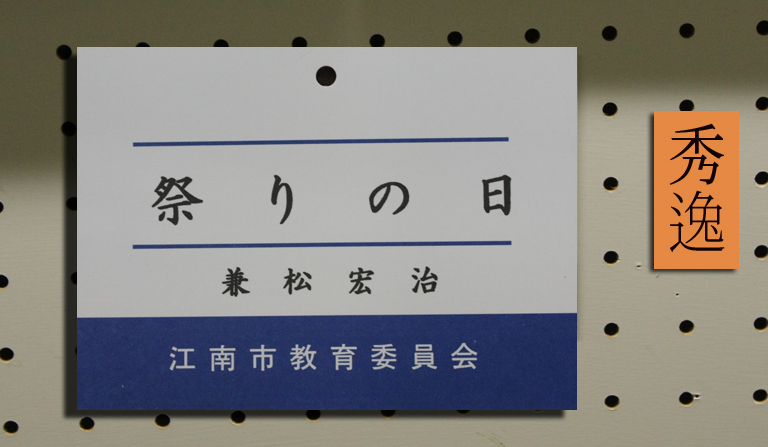 祭りの日
兼松宏治
江南市教育委員会
秀逸